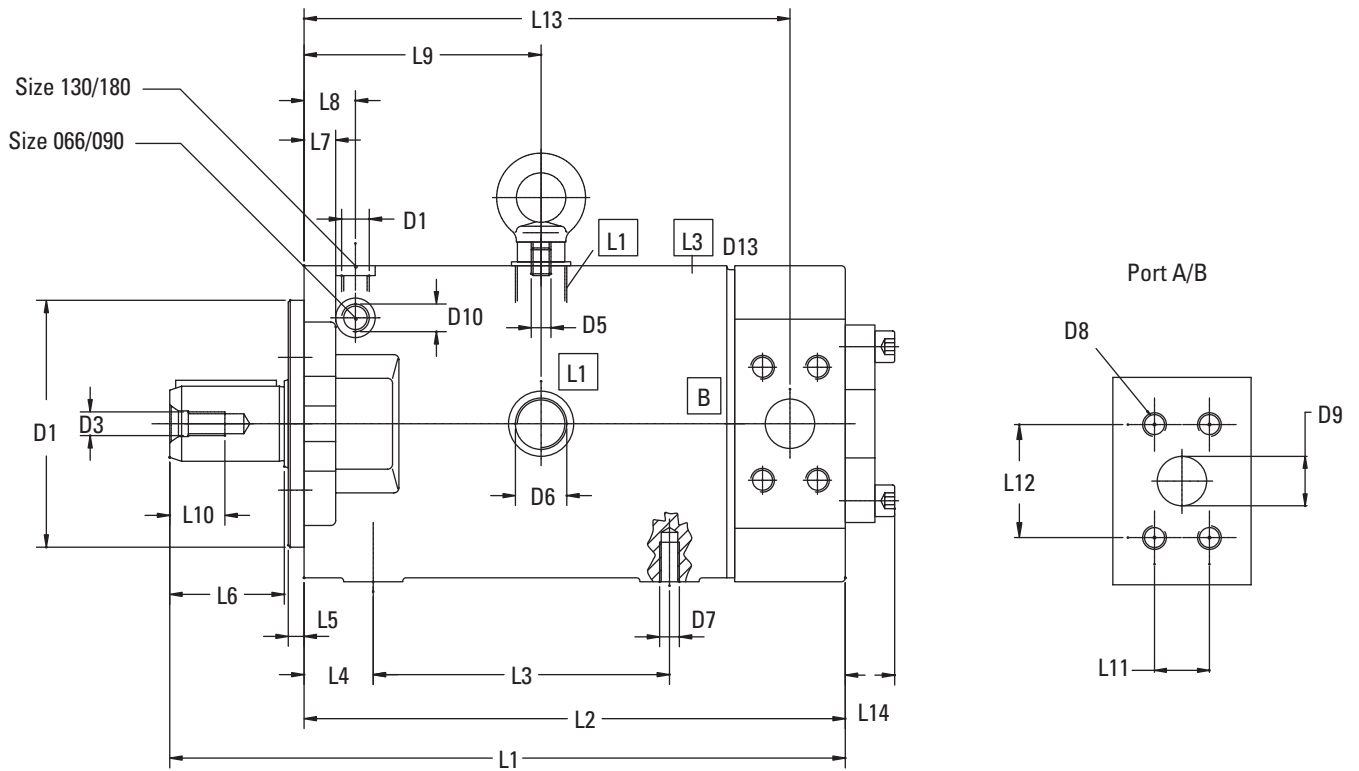 L13
L9
Size 130/180
L8
Size 066/090
L7
D1
L1
L3
D13
Port A/B
D10
D5
D8
L1
B
D9
D3
D1
L12
D6
L10
L6
L5
D7
L4
L3
L11
L2
L14
L1